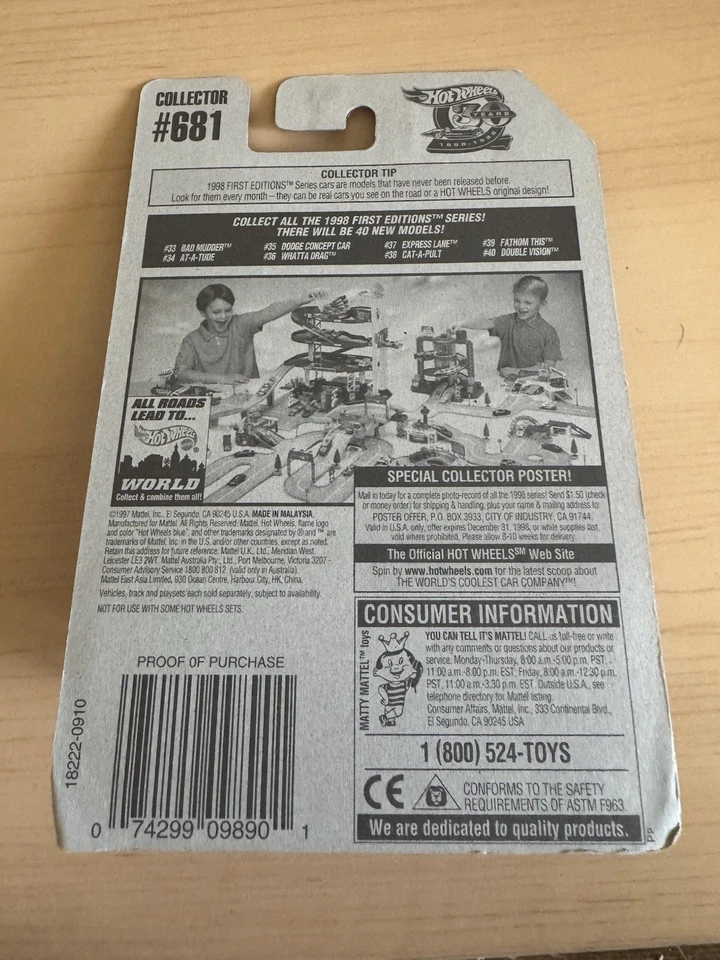 COLLECTOR
#681
HOT WHEELS
30 YEARS
1968-1998
COLLECTOR TIP
1998 FIRST EDITIONS™ Series cars are models that have never been released before.
Look for them every month – they can be real cars you see on the road or a HOT WHEELS original design!
COLLECT ALL THE 1998 FIRST EDITIONS™ SERIES!
THERE WILL BE 40 NEW MODELS!
#33 BAD MUDDER™ #35 DODGE CONCEPT CAR #37 EXPRESS LANE™ #39 FATHOM THIS™
#34 AT-A-TUDE #36 WHATTA DRAG™ #38 CAT-A-PULT #40 DOUBLE VISION™
ALL ROADS
LEAD TO...
HOT WHEELS
WORLD
Collect & combine them all!
©1997 Mattel, Inc., El Segundo, CA 90245 U.S.A. MADE IN MALAYSIA.
Manufactured for Mattel. All Rights Reserved. Mattel, Hot Wheels, flame logo
and color "Hot Wheels blue", and other trademarks designated by ® and ™ are
trademarks of Mattel, Inc. in the U.S. and/or other countries, except as noted.
Retain this address for future reference: Mattel U.K., Ltd., Meridian West,
Leicester LE3 2WT. Mattel Australia Pty., Ltd., Port Melbourne, Victoria 3207 -
Consumer Advisory Service 1 800 800 812 (valid only in Australia).
Mattel East Asia Limited, 930 Ocean Centre, Harbour City, HK, China.
Vehicles, track and playsets each sold separately, subject to availability.
NOT FOR USE WITH SOME HOT WHEELS SETS.
SPECIAL COLLECTOR POSTER!
Mail in today for a complete photo-record of all the 1998 series! Send $1.50 (check
or money order) for shipping & handling, plus your name & mailing address to:
POSTER OFFER, P.O. BOX 3933, CITY OF INDUSTRY, CA 91744.
Valid in U.S.A. only, offer expires December 31, 1998, or while supplies last,
void where prohibited. Please allow 8-10 weeks for delivery.
The Official HOT WHEELS℠ Web Site
Spin by www.hotwheels.com for the latest scoop about
THE WORLD'S COOLEST CAR COMPANY™!
CONSUMER INFORMATION
MATTY MATTEL™ toys
YOU CAN TELL IT'S MATTEL! CALL us toll-free or write
with any comments or questions about our products or
service. Monday-Thursday, 8:00 a.m.-5:00 p.m. PST,
11:00 a.m.-8:00 p.m. EST; Friday, 8:00 a.m.-12:30 p.m.
PST, 11:00 a.m.-3:30 p.m. EST. Outside U.S.A., see
telephone directory for Mattel listing.
Consumer Affairs, Mattel, Inc., 333 Continental Blvd.,
El Segundo, CA 90245 USA
1 (800) 524-TOYS
CE
CONFORMS TO THE SAFETY
REQUIREMENTS OF ASTM F963.
We are dedicated to quality products.
PP
PROOF OF PURCHASE
18222-0910
0 74299 09890 1